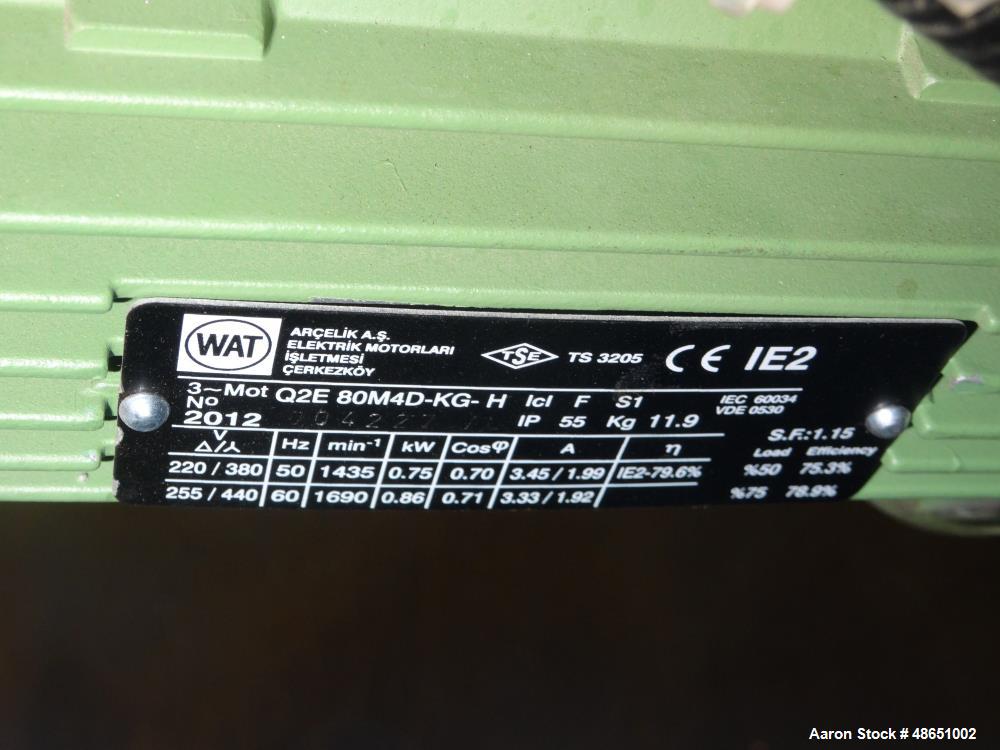 WAT
ARÇELİK A.Ş.
ELEKTRİK MOTORLARI
İŞLETMESİ
ÇERKEZKÖY
TSE TS 3205 CE IE2
3~Mot Q2E 80M4D-KG- H Icl F S1
IEC 60034
VDE 0530
No
2012 IP 55 Kg 11.9
S.F.:1.15
V Δ/⅄ Hz min⁻¹ kW Cosφ A η
Load Efficiency
220 / 380 50 1435 0.75 0.70 3.45 / 1.99 IE2-79.6%
%50 75.3%
255 / 440 60 1690 0.86 0.71 3.33 / 1.92
%75 78.9%
Aaron Stock # 48651002